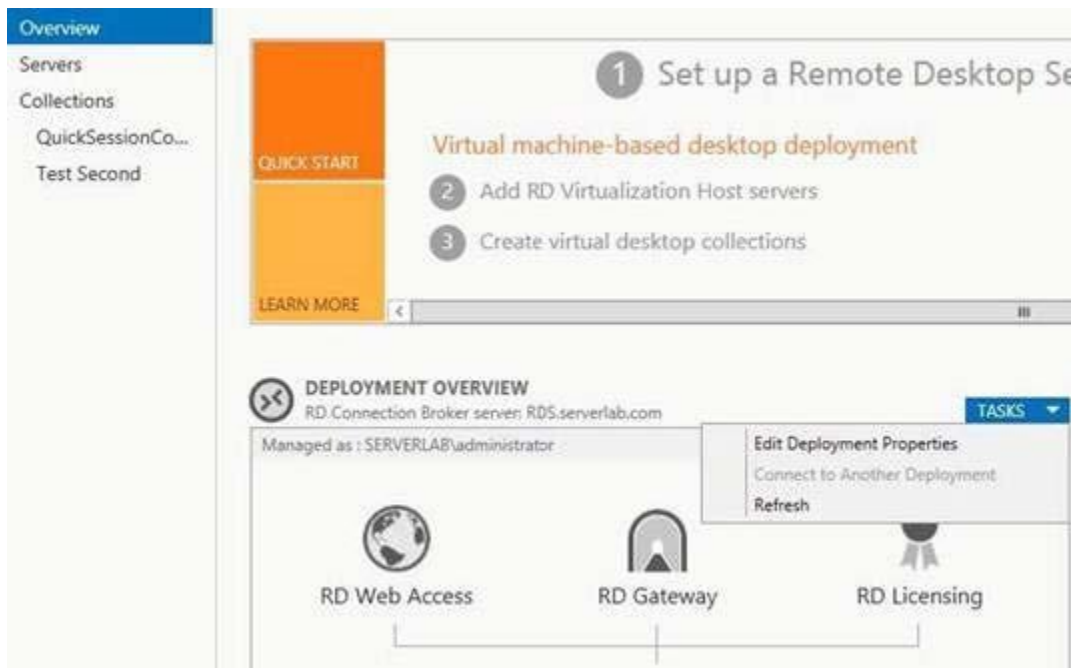 Overview
Servers
Collections
QuickSessionCo...
Test Second
1 Set up a Remote Desktop Se
QUICK START
Virtual machine-based desktop deployment
2 Add RD Virtualization Host servers
3 Create virtual desktop collections
LEARN MORE
DEPLOYMENT OVERVIEW
RD Connection Broker server: RDS.serverlab.com
TASKS
Managed as : SERVERLAB\administrator
Edit Deployment Properties
Connect to Another Deployment
Refresh
RD Web Access
RD Gateway
RD Licensing